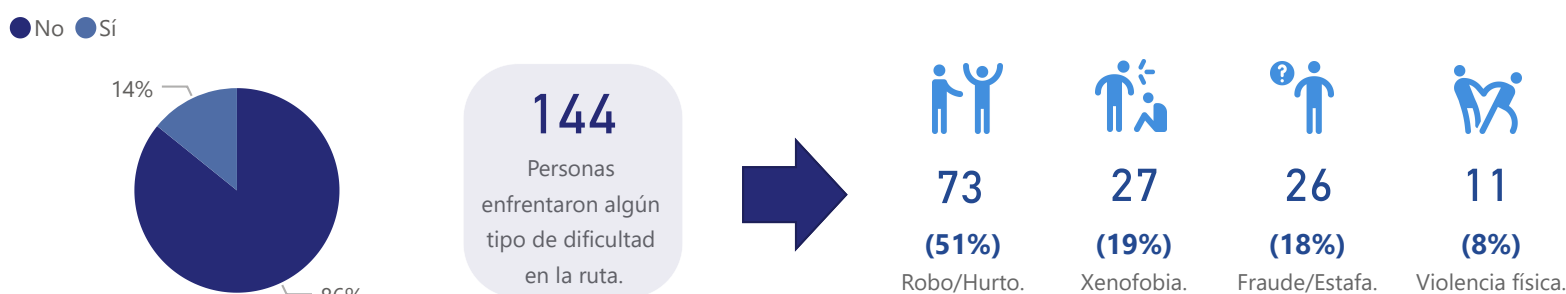 No Sí
14%
86%
144
Personas
enfrentaron algún
tipo de dificultad
en la ruta.
?
73
(51%)
Robo/Hurto.
27
(19%)
Xenofobia.
26
(18%)
Fraude/Estafa.
11
(8%)
Violencia física.